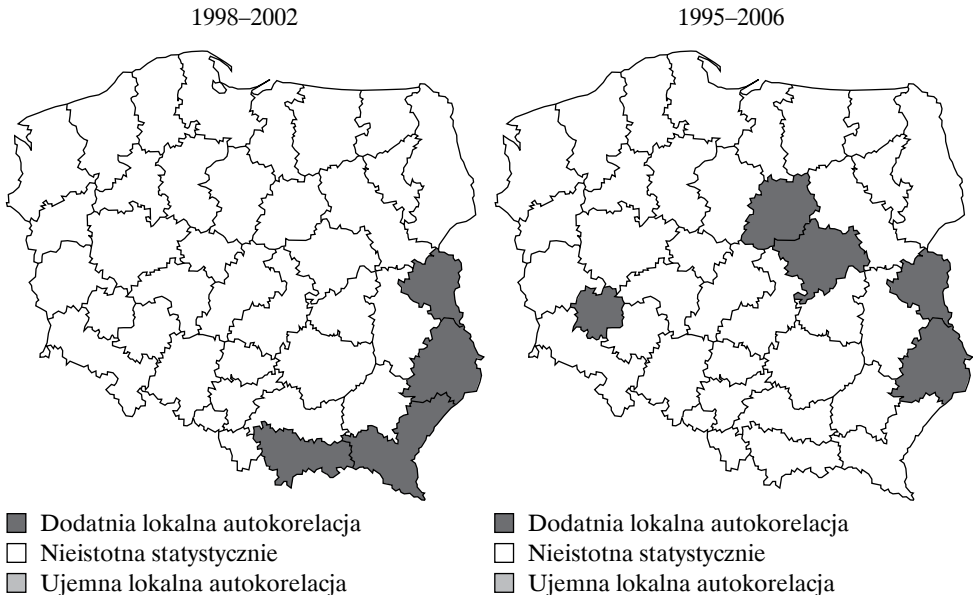 1998–2002
1995–2006
Dodatnia lokalna autokorelacja
Nieistotna statystycznie
Ujemna lokalna autokorelacja
Dodatnia lokalna autokorelacja
Nieistotna statystycznie
Ujemna lokalna autokorelacja